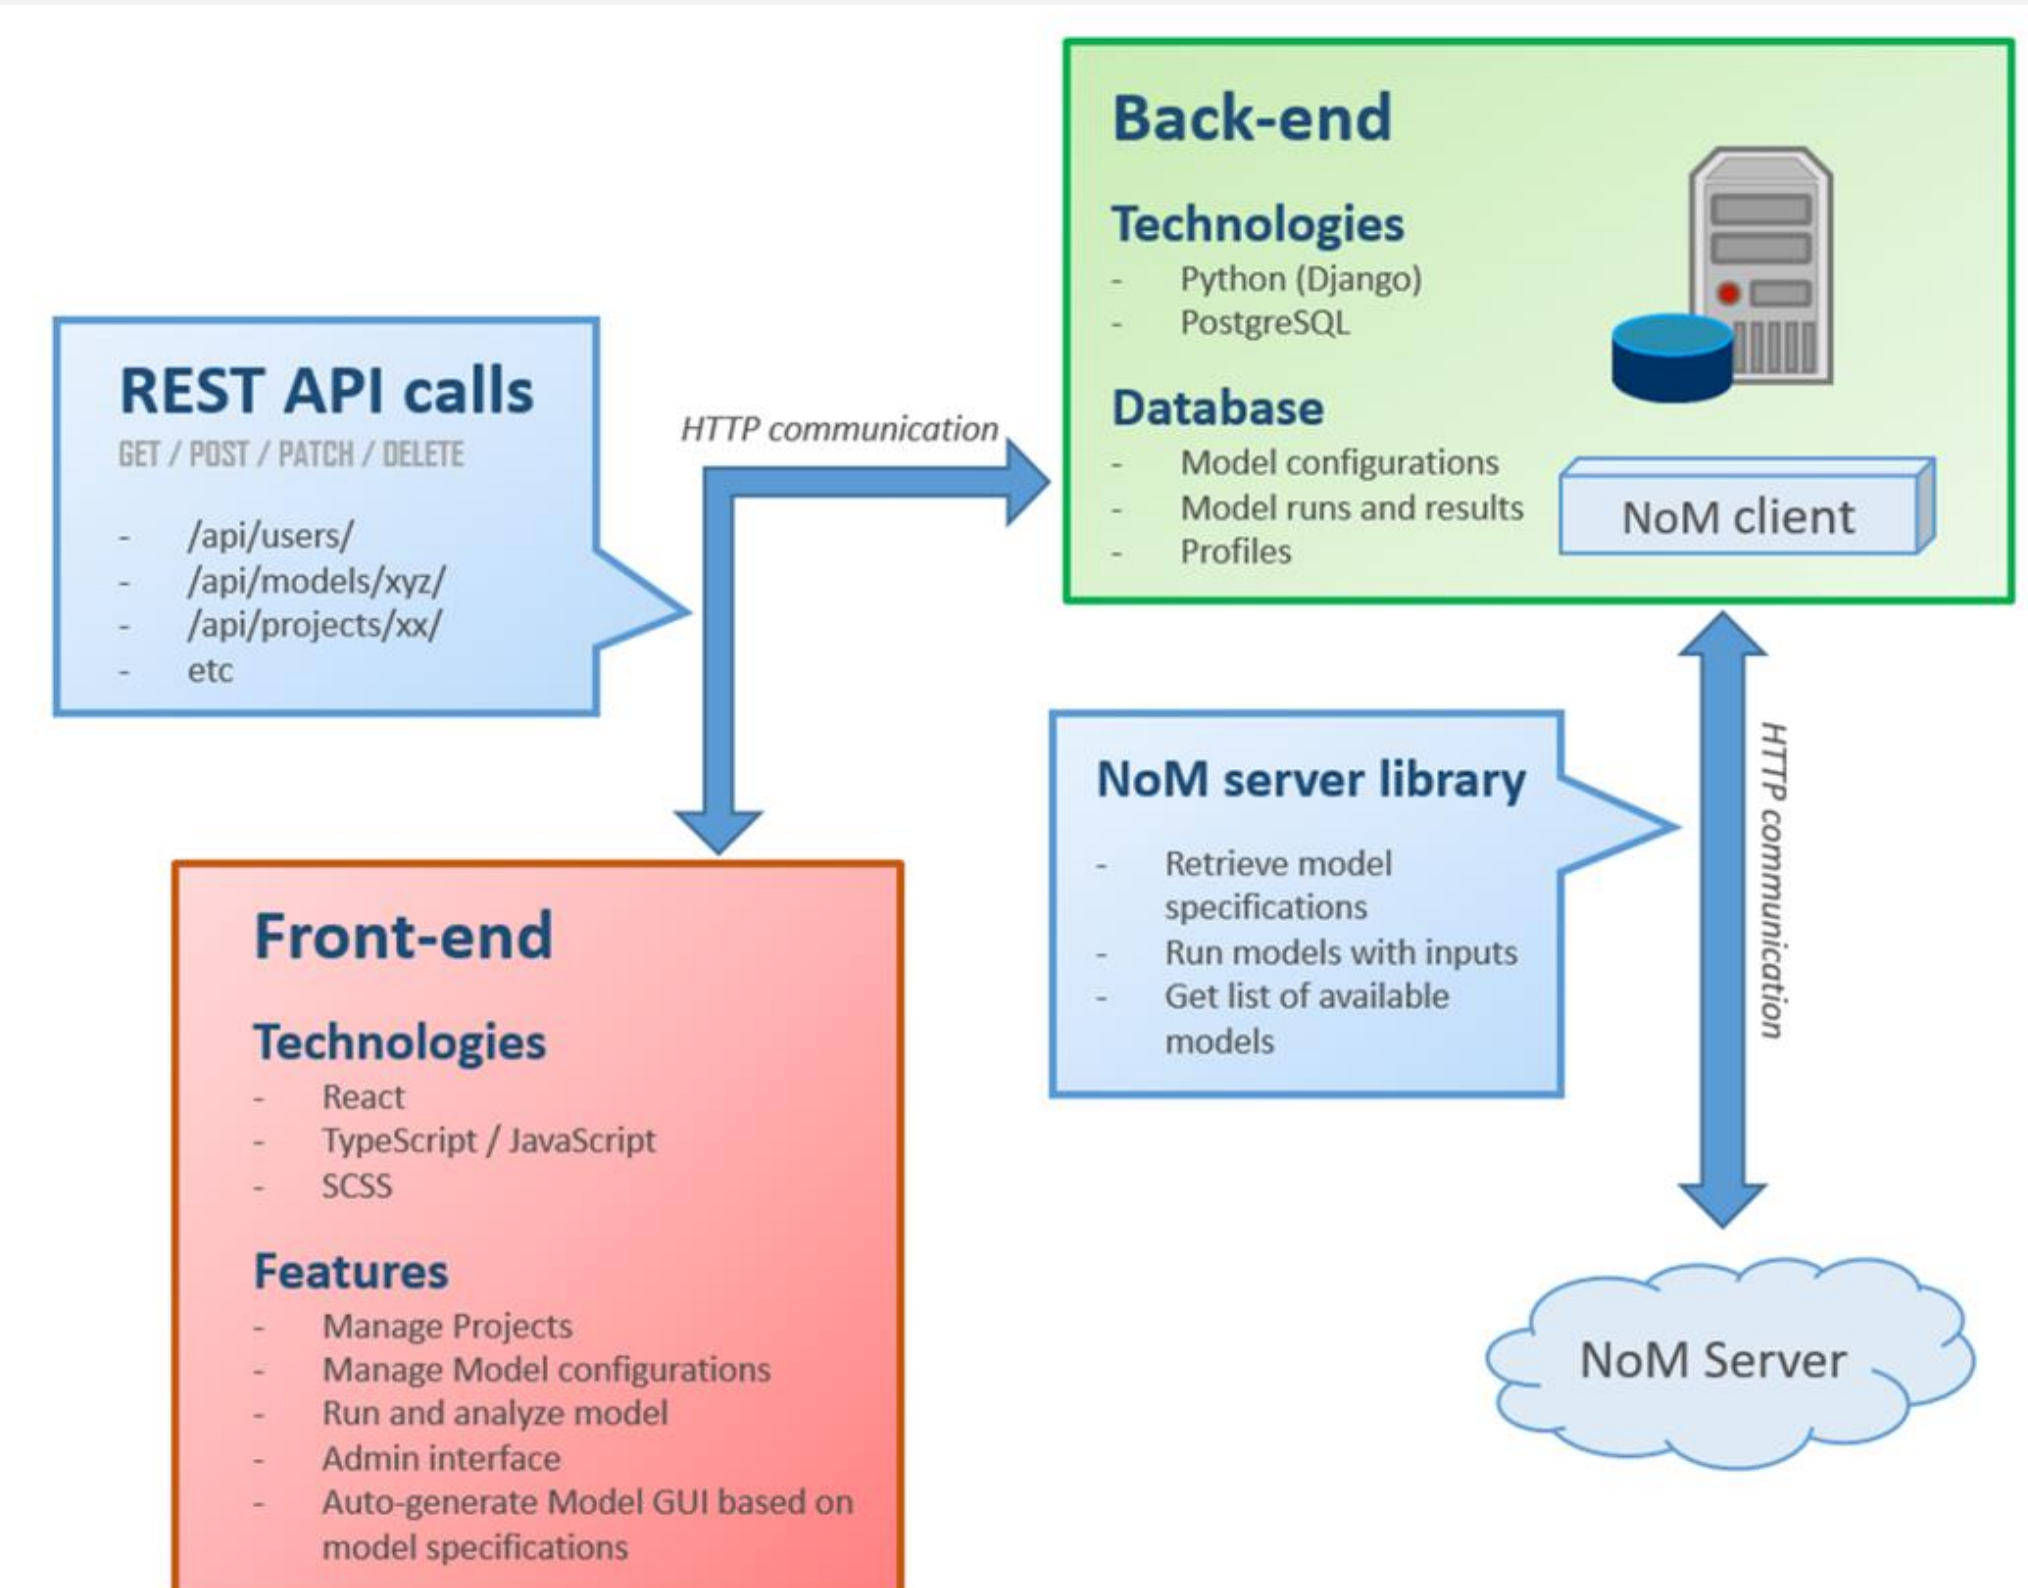 Back-end
Technologies
- Python (Django)
- PostgreSQL
Database
- Model configurations
- Model runs and results
- Profiles
NoM client
REST API calls
GET / POST / PATCH / DELETE
- /api/users/
- /api/models/xyz/
- /api/projects/xx/
- etc
HTTP communication
NoM server library
- Retrieve model
specifications
- Run models with inputs
- Get list of available
models
HTTP communication
Front-end
Technologies
- React
- TypeScript / JavaScript
- SCSS
Features
- Manage Projects
- Manage Model configurations
- Run and analyze model
- Admin interface
- Auto-generate Model GUI based on
model specifications
NoM Server